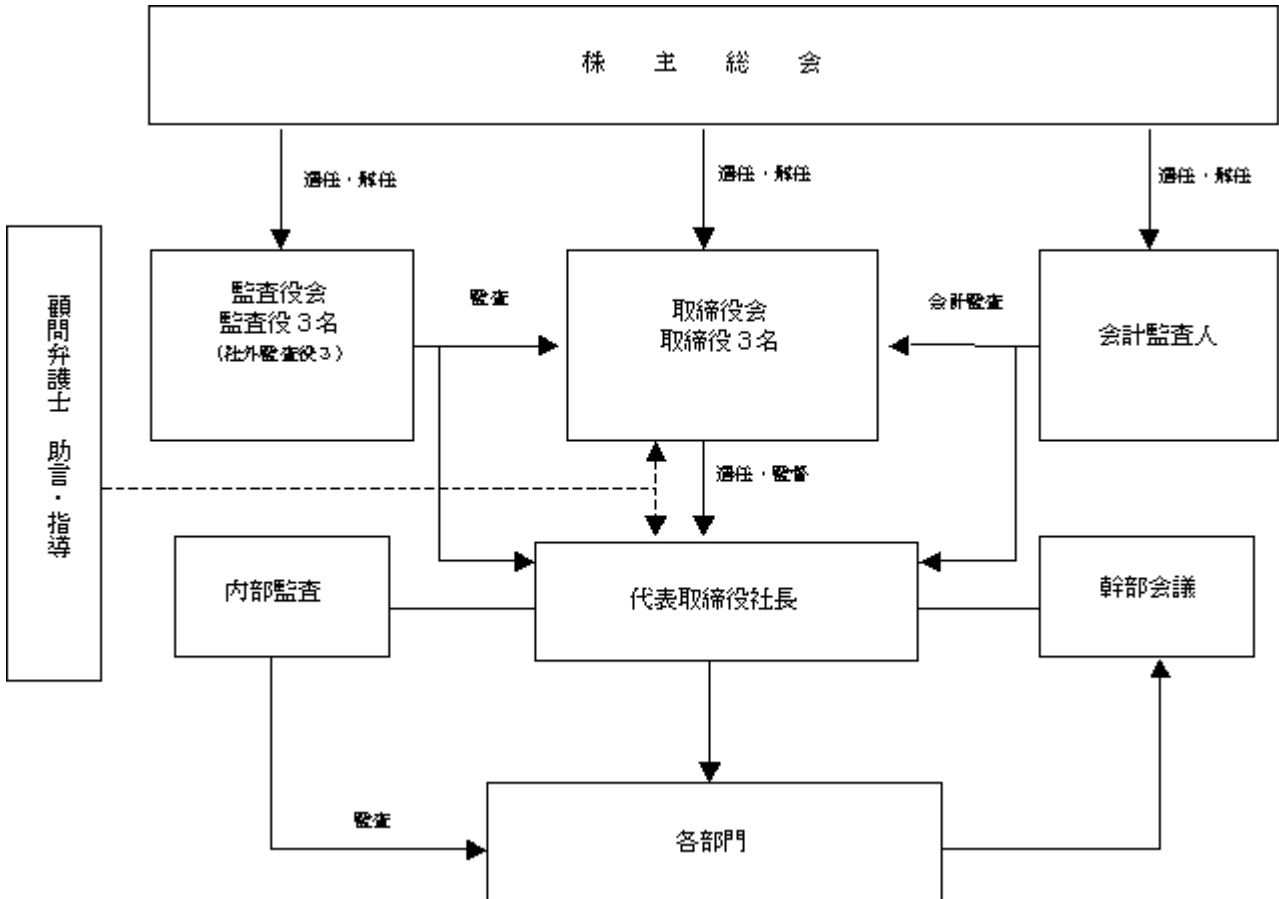 株　主　総　会
選任・解任
選任・解任
選任・解任
顧問弁護士　助言・指導
監査役会
監査役３名
（社外監査役３）
監査
取締役会
取締役３名
会計監査
会計監査人
選任・監督
内部監査
代表取締役社長
幹部会議
監査
各部門